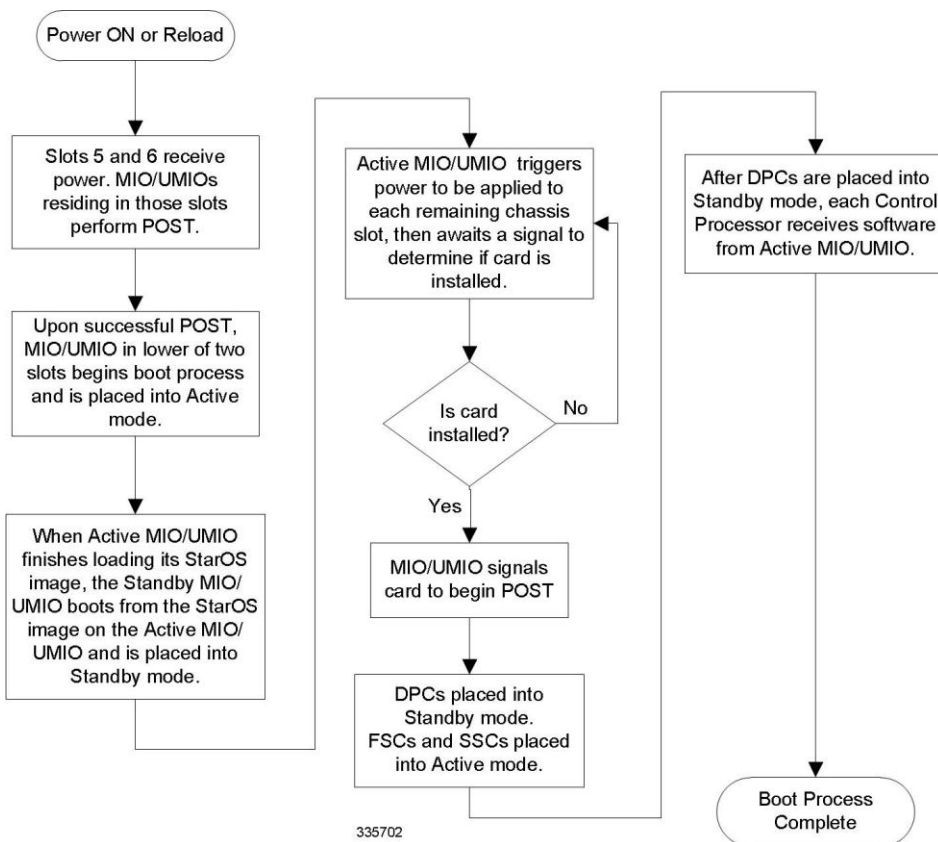 Power ON or Reload
Slots 5 and 6 receive
power. MIO/UMIOs
residing in those slots
perform POST.
Upon successful POST,
MIO/UMIO in lower of two
slots begins boot process
and is placed into Active
mode.
When Active MIO/UMIO
finishes loading its StarOS
image, the Standby MIO/
UMIO boots from the StarOS
image on the Active MIO/
UMIO and is placed into
Standby mode.
Active MIO/UMIO triggers
power to be applied to
each remaining chassis
slot, then awaits a signal to
determine if card is
installed.
Is card
installed?
No
Yes
MIO/UMIO signals
card to begin POST
DPCs placed into
Standby mode.
FSCs and SSCs placed
into Active mode.
After DPCs are placed into
Standby mode, each Control
Processor receives software
from Active MIO/UMIO.
Boot Process
Complete
335702